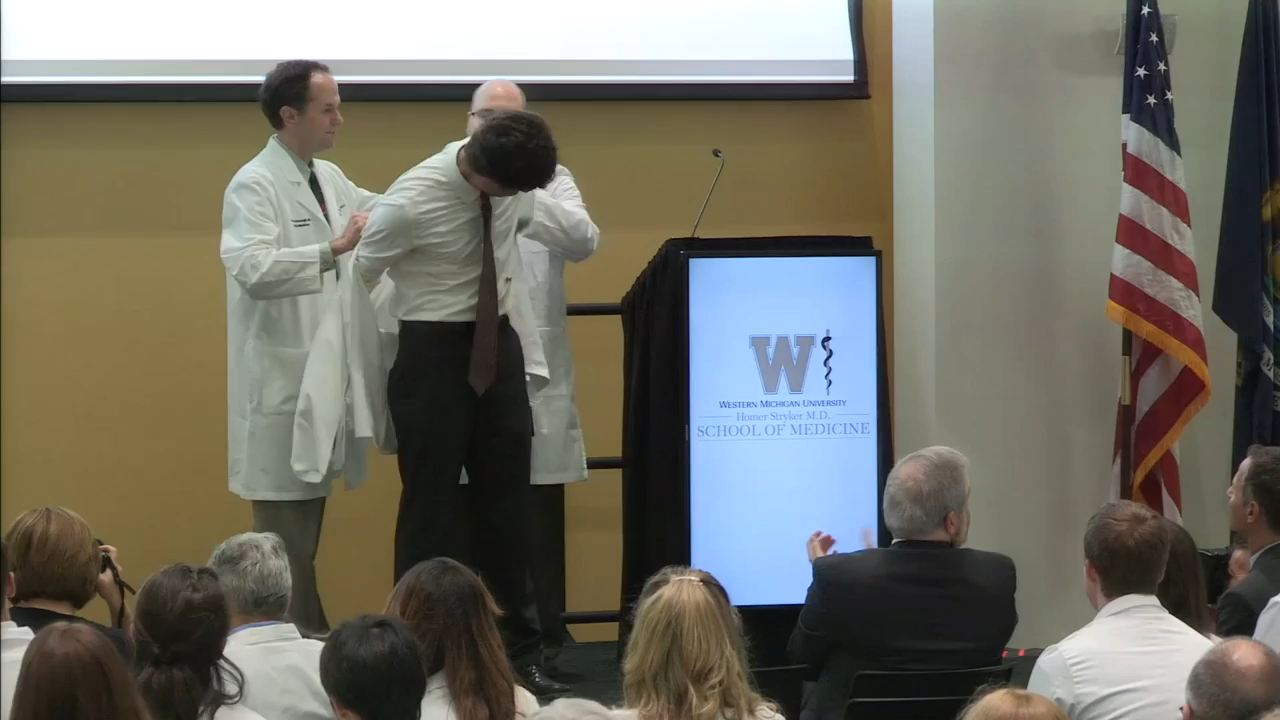 W
WESTERN MICHIGAN UNIVERSITY
Homer Stryker M.D.
SCHOOL OF MEDICINE